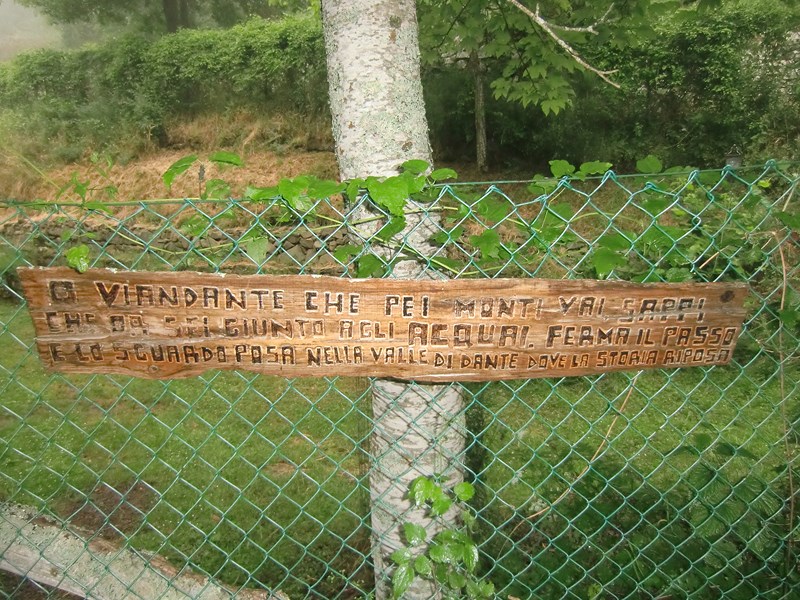 O VIANDANTE CHE PEI MONTI VAI, SAPPI
CHE OR SEI GIUNTO AGLI ACQUAI. FERMA IL PASSO
E LO SGUARDO POSA NELLA VALLE DI DANTE DOVE LA STORIA RIPOSA